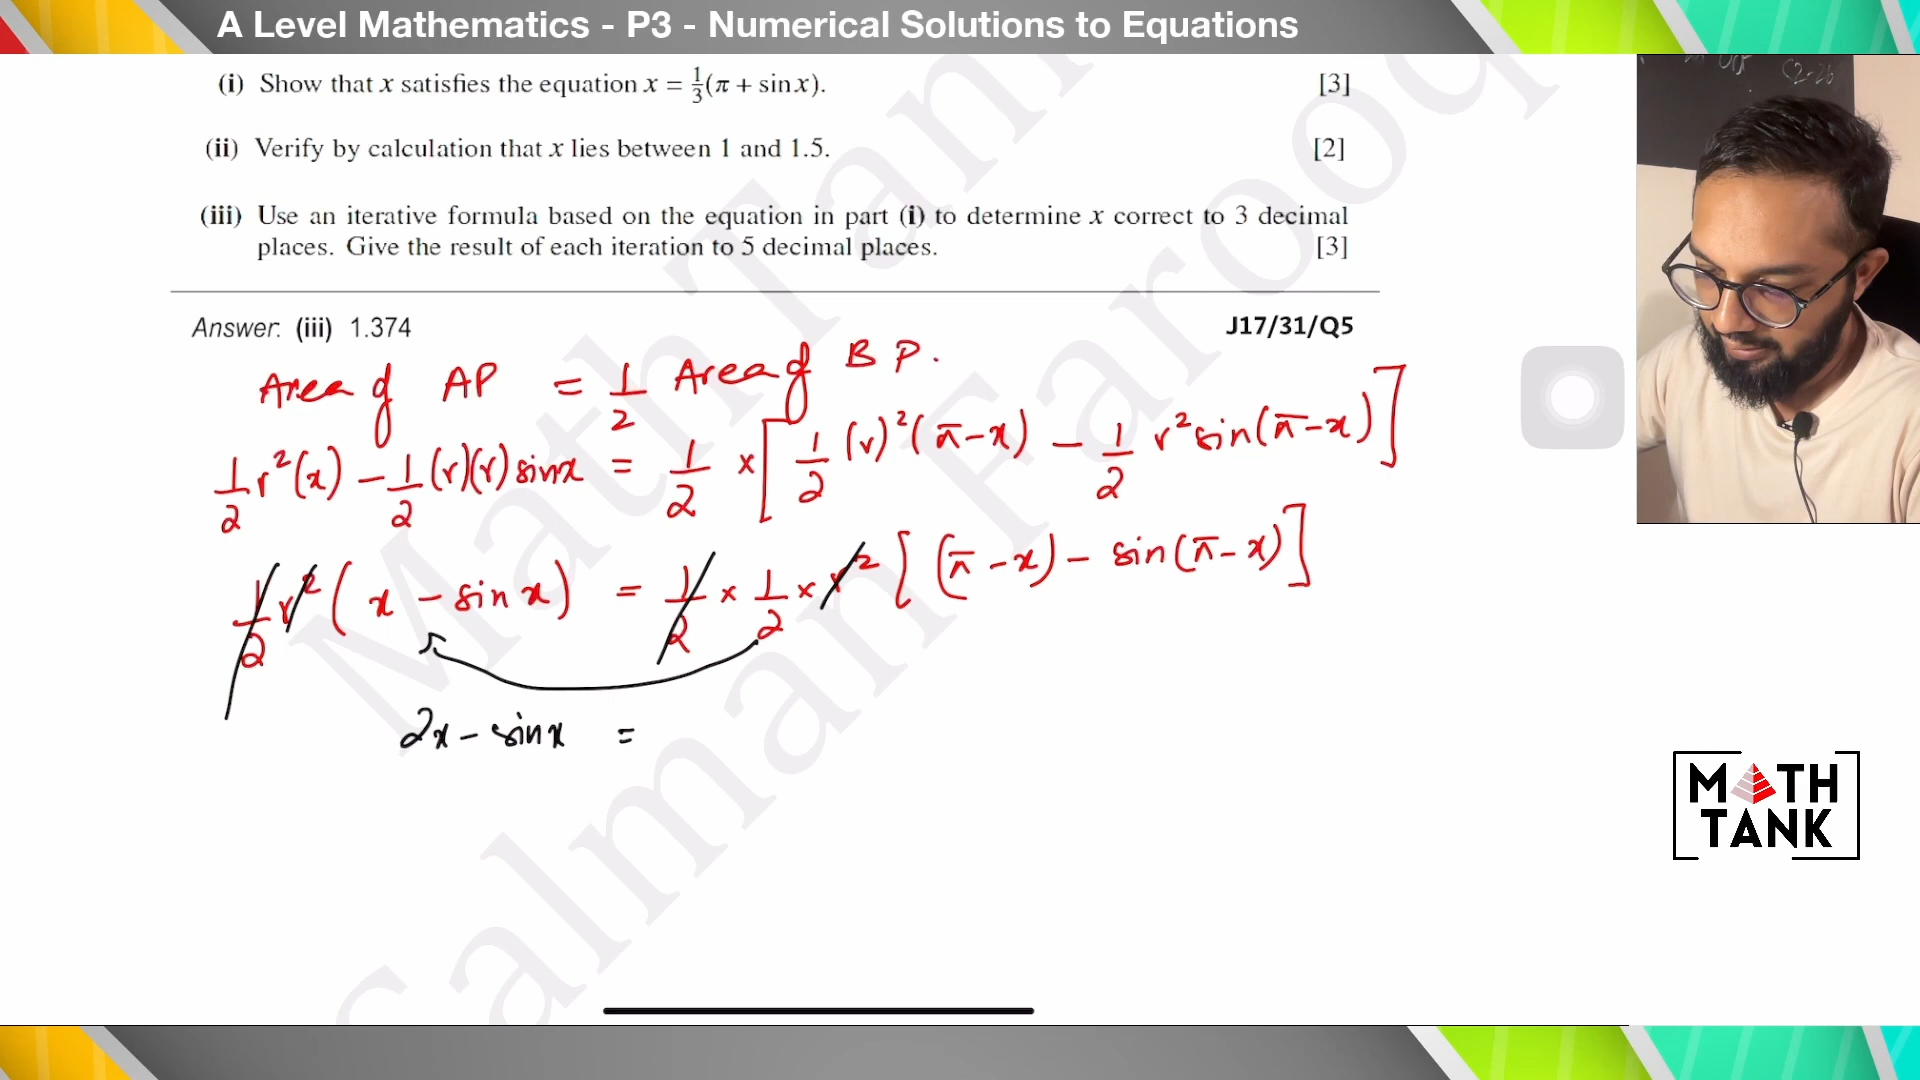 A Level Mathematics - P3 - Numerical Solutions to Equations
(i) Show that x satisfies the equation x = 1/3(π + sin x). [3]
(ii) Verify by calculation that x lies between 1 and 1.5. [2]
(iii) Use an iterative formula based on the equation in part (i) to determine x correct to 3 decimal
places. Give the result of each iteration to 5 decimal places. [3]
Answer: (iii) 1.374 J17/31/Q5
Area of AP = 1/2 Area of BP.
1/2 r²(x) − 1/2 (r)(r) sin x = 1/2 × [1/2 (r)²(π−x) − 1/2 r² sin(π−x)]
1/2 r² (x − sin x) = 1/2 × 1/2 × r² [(π−x) − sin(π−x)]
2x − sin x =
MATH
TANK
Math Tank
Salman Farooq